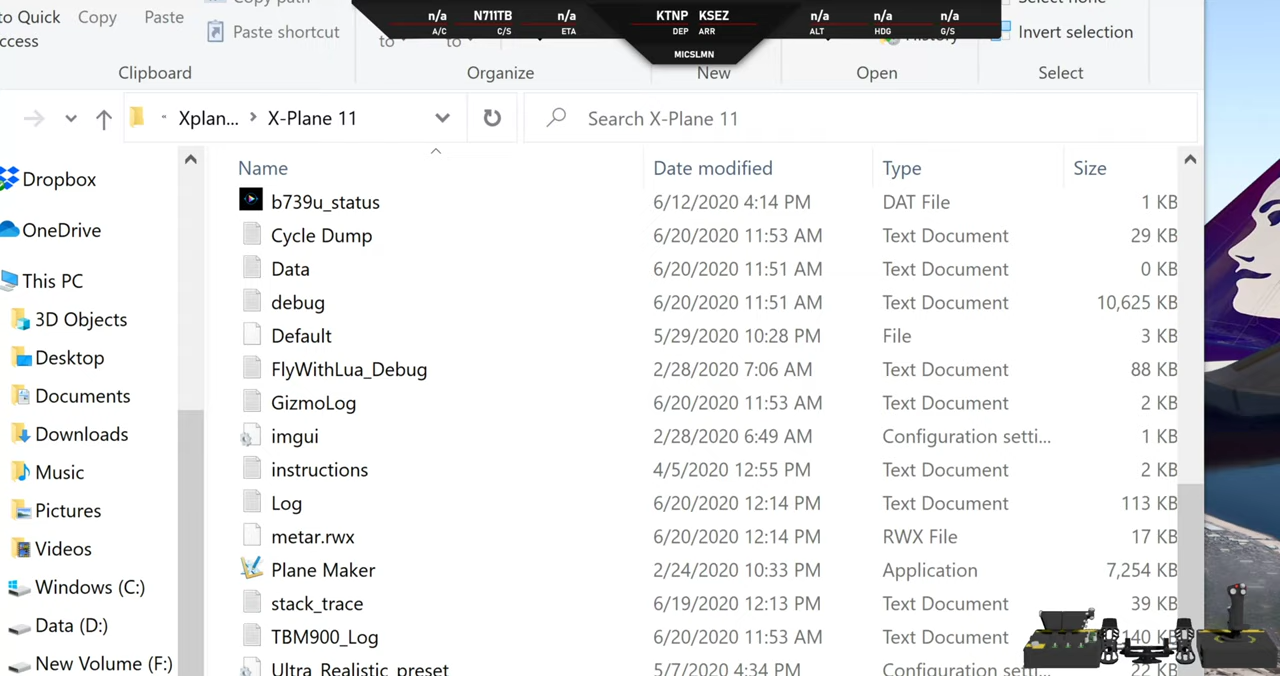 to Quick
Copy
Paste
Copy path
Select none
ccess
Paste shortcut
to
to
History
Invert selection
Clipboard
Organize
New
Open
Select
n/a
N711TB
n/a
KTNP
KSEZ
n/a
n/a
n/a
A/C
C/S
ETA
DEP
ARR
ALT
HDG
G/S
MICSLMN
Xplan...
X-Plane 11
Search X-Plane 11
Dropbox
OneDrive
This PC
3D Objects
Desktop
Documents
Downloads
Music
Pictures
Videos
Windows (C:)
Data (D:)
New Volume (F:)
Name Date modified Type Size
b739u_status 6/12/2020 4:14 PM DAT File 1 KB
Cycle Dump 6/20/2020 11:53 AM Text Document 29 KB
Data 6/20/2020 11:51 AM Text Document 0 KB
debug 6/20/2020 11:51 AM Text Document 10,625 KB
Default 5/29/2020 10:28 PM File 3 KB
FlyWithLua_Debug 2/28/2020 7:06 AM Text Document 88 KB
GizmoLog 6/20/2020 11:53 AM Text Document 2 KB
imgui 2/28/2020 6:49 AM Configuration setti... 1 KB
instructions 4/5/2020 12:55 PM Text Document 2 KB
Log 6/20/2020 12:14 PM Text Document 113 KB
metar.rwx 6/20/2020 12:14 PM RWX File 17 KB
Plane Maker 2/24/2020 10:33 PM Application 7,254 KB
stack_trace 6/19/2020 12:13 PM Text Document 39 KB
TBM900_Log 6/20/2020 11:53 AM Text Document 140 KB
Ultra_Realistic_preset 5/7/2020 4:34 PM Configuration setti... 22 KB